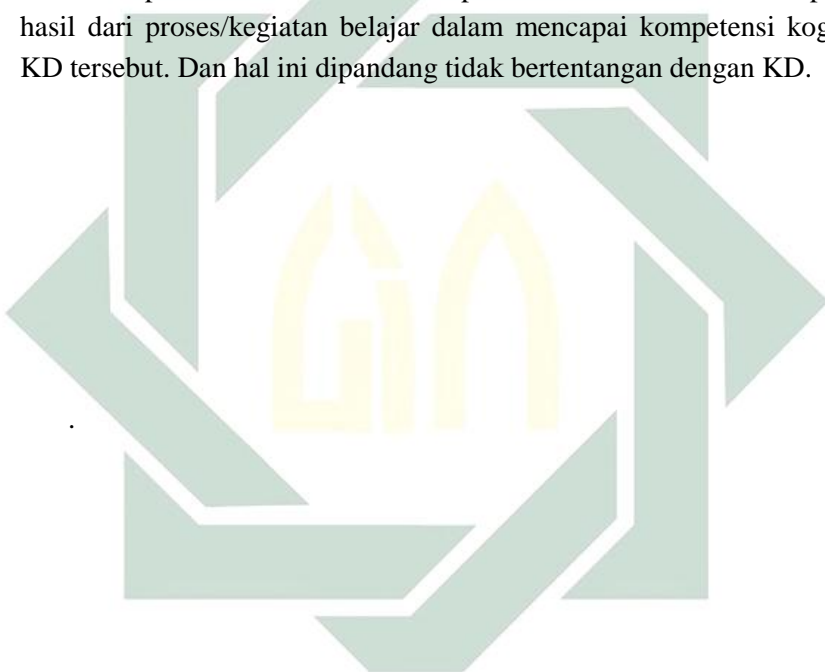 hasil dari proses/kegiatan belajar dalam mencapai kompetensi kog
KD tersebut. Dan hal ini dipandang tidak bertentangan dengan KD.
.